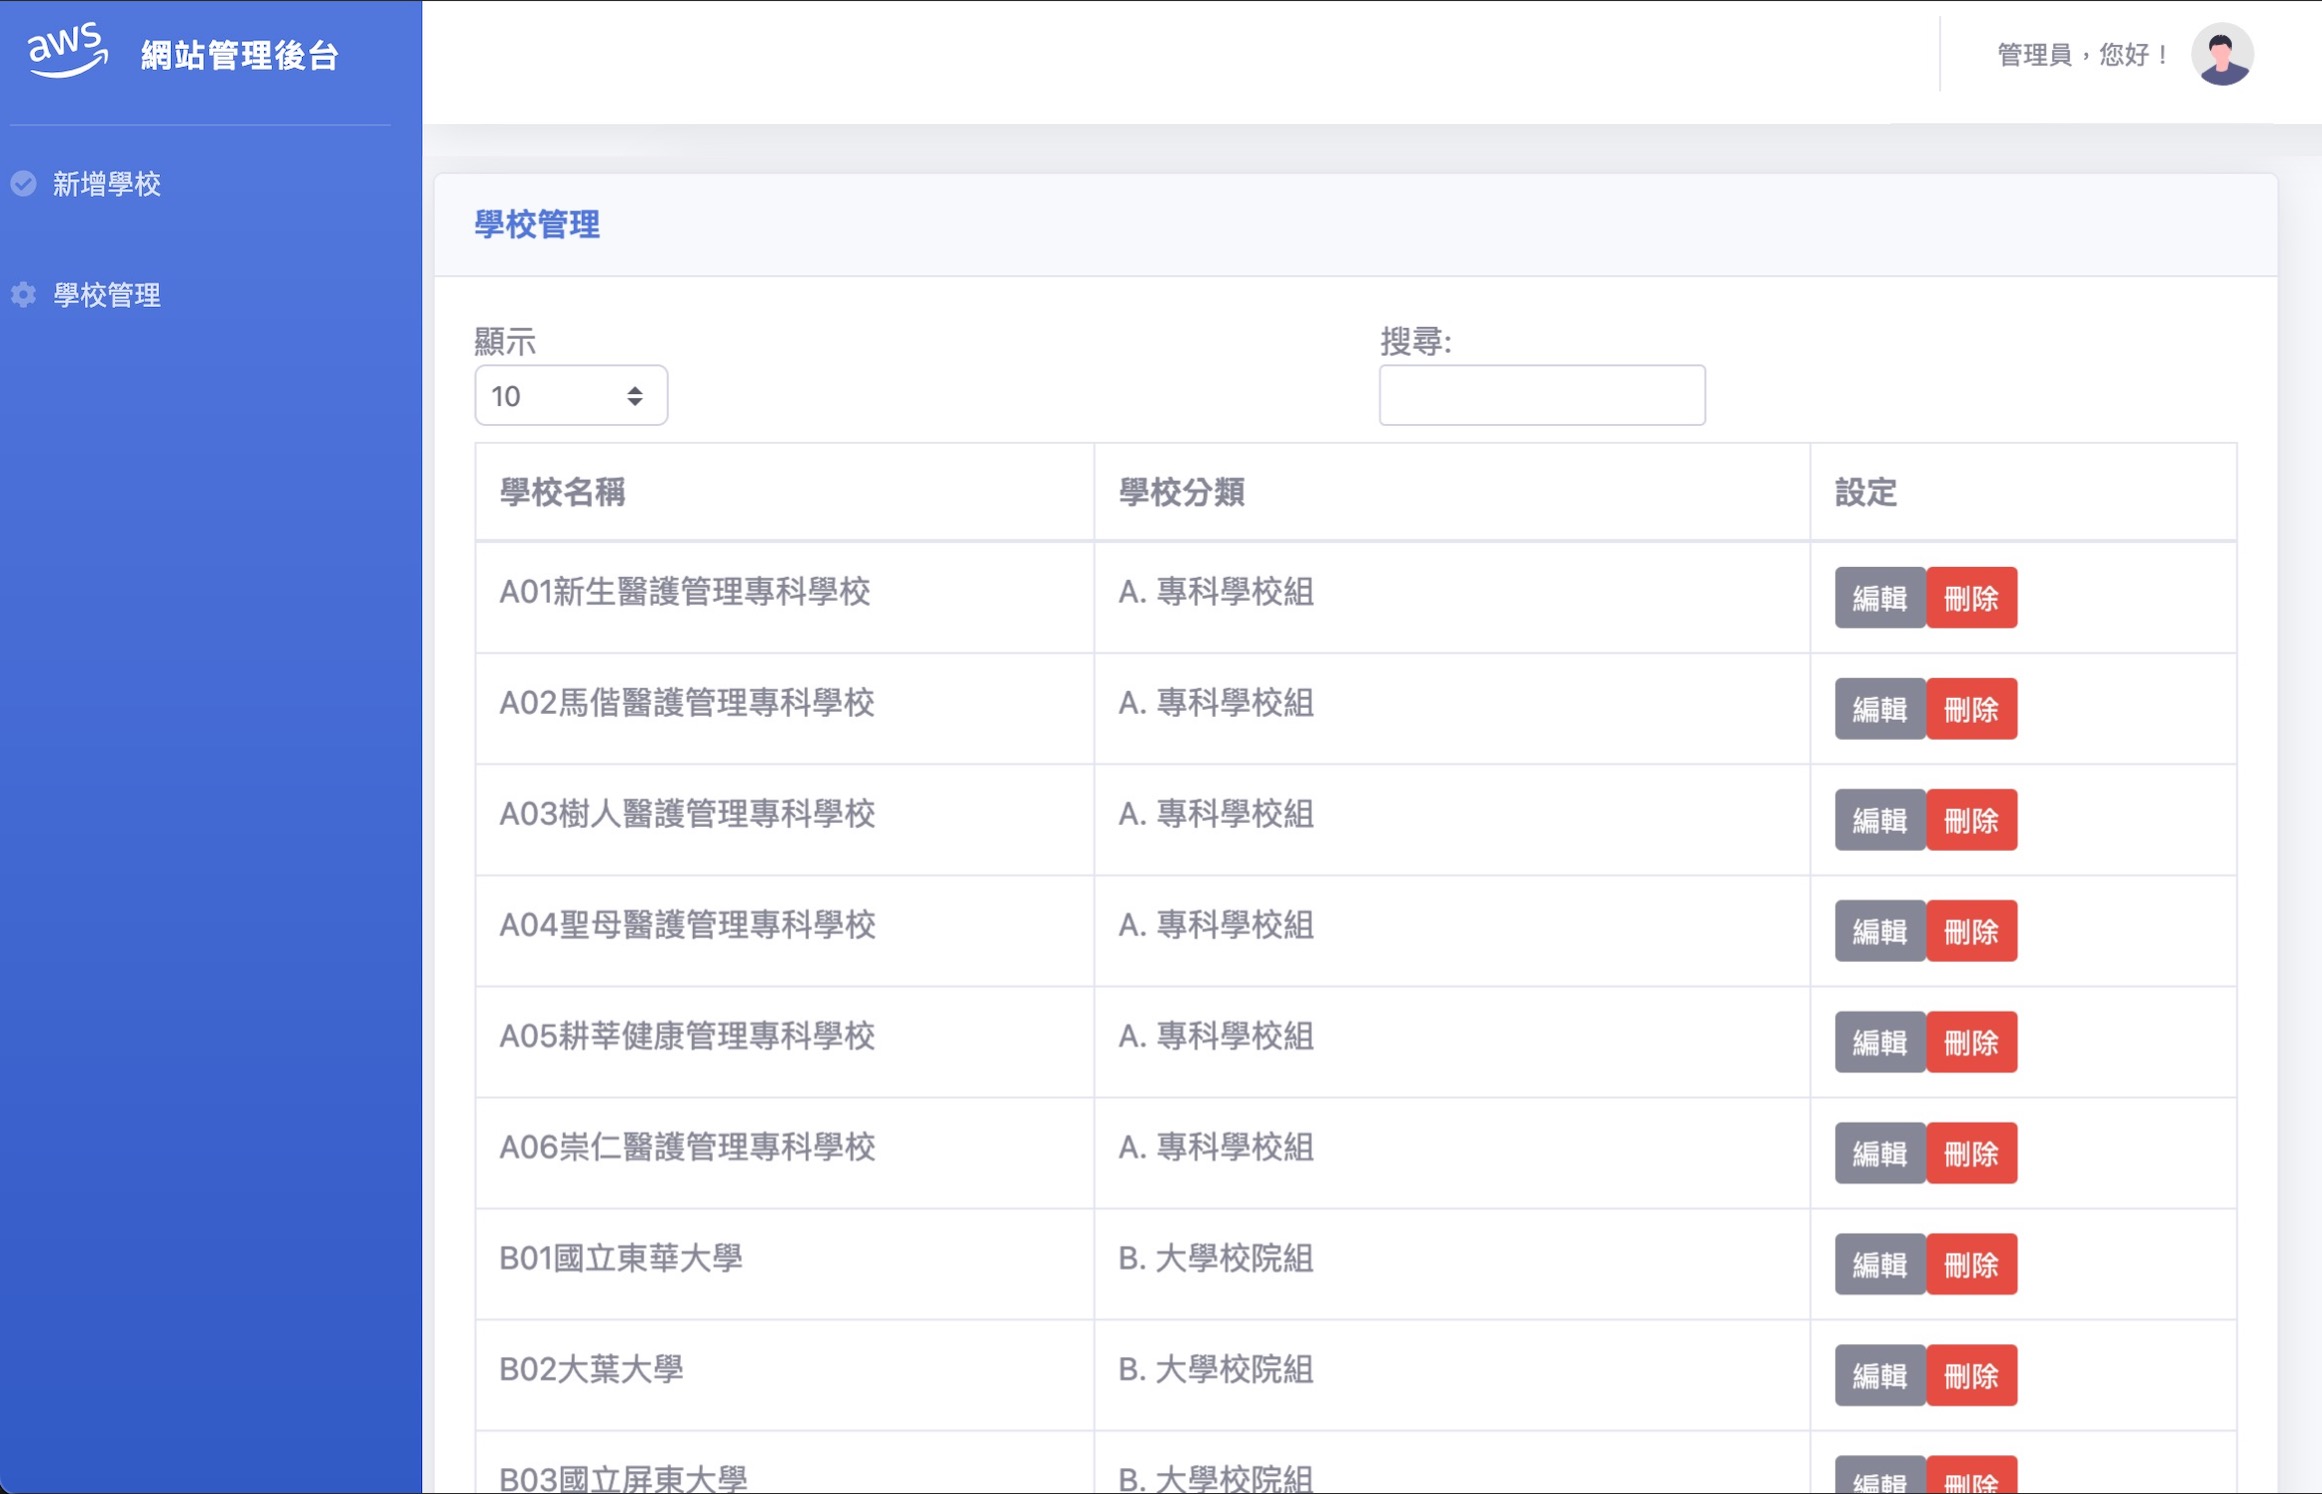 aws 網站管理後台
管理員，您好！
新增學校
學校管理
學校管理
顯示
搜尋:
10
學校名稱 學校分類 設定
A01新生醫護管理專科學校 A. 專科學校組 編輯 刪除
A02馬偕醫護管理專科學校 A. 專科學校組 編輯 刪除
A03樹人醫護管理專科學校 A. 專科學校組 編輯 刪除
A04聖母醫護管理專科學校 A. 專科學校組 編輯 刪除
A05耕莘健康管理專科學校 A. 專科學校組 編輯 刪除
A06崇仁醫護管理專科學校 A. 專科學校組 編輯 刪除
B01國立東華大學 B. 大學校院組 編輯 刪除
B02大葉大學 B. 大學校院組 編輯 刪除
B03國立屏東大學 B. 大學校院組 編輯 刪除